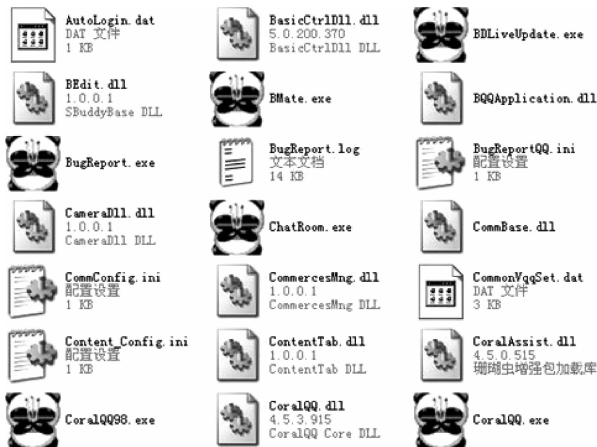 AutoLogin.dat
DAT 文件
1 KB
BasicCtrlDll.dll
5.0.200.370
BasicCtrlDll DLL
BDLiveUpdate.exe
BEdit.dll
1.0.0.1
SBuddyBase DLL
BMate.exe
BQQApplication.dll
BugReport.exe
BugReport.log
文本文档
14 KB
BugReportQQ.ini
配置设置
1 KB
CameraDll.dll
1.0.0.1
CameraDll DLL
ChatRoom.exe
CommBase.dll
CommConfig.ini
配置设置
1 KB
CommercesMng.dll
1.0.0.1
CommercesMng DLL
CommonVqqSet.dat
DAT 文件
3 KB
Content_Config.ini
配置设置
1 KB
ContentTab.dll
1.0.0.1
ContentTab DLL
CoralAssist.dll
4.5.0.515
珊瑚虫增强包加载库
CoralQQ98.exe
CoralQQ.dll
4.5.3.915
CoralQQ Core DLL
CoralQQ.exe